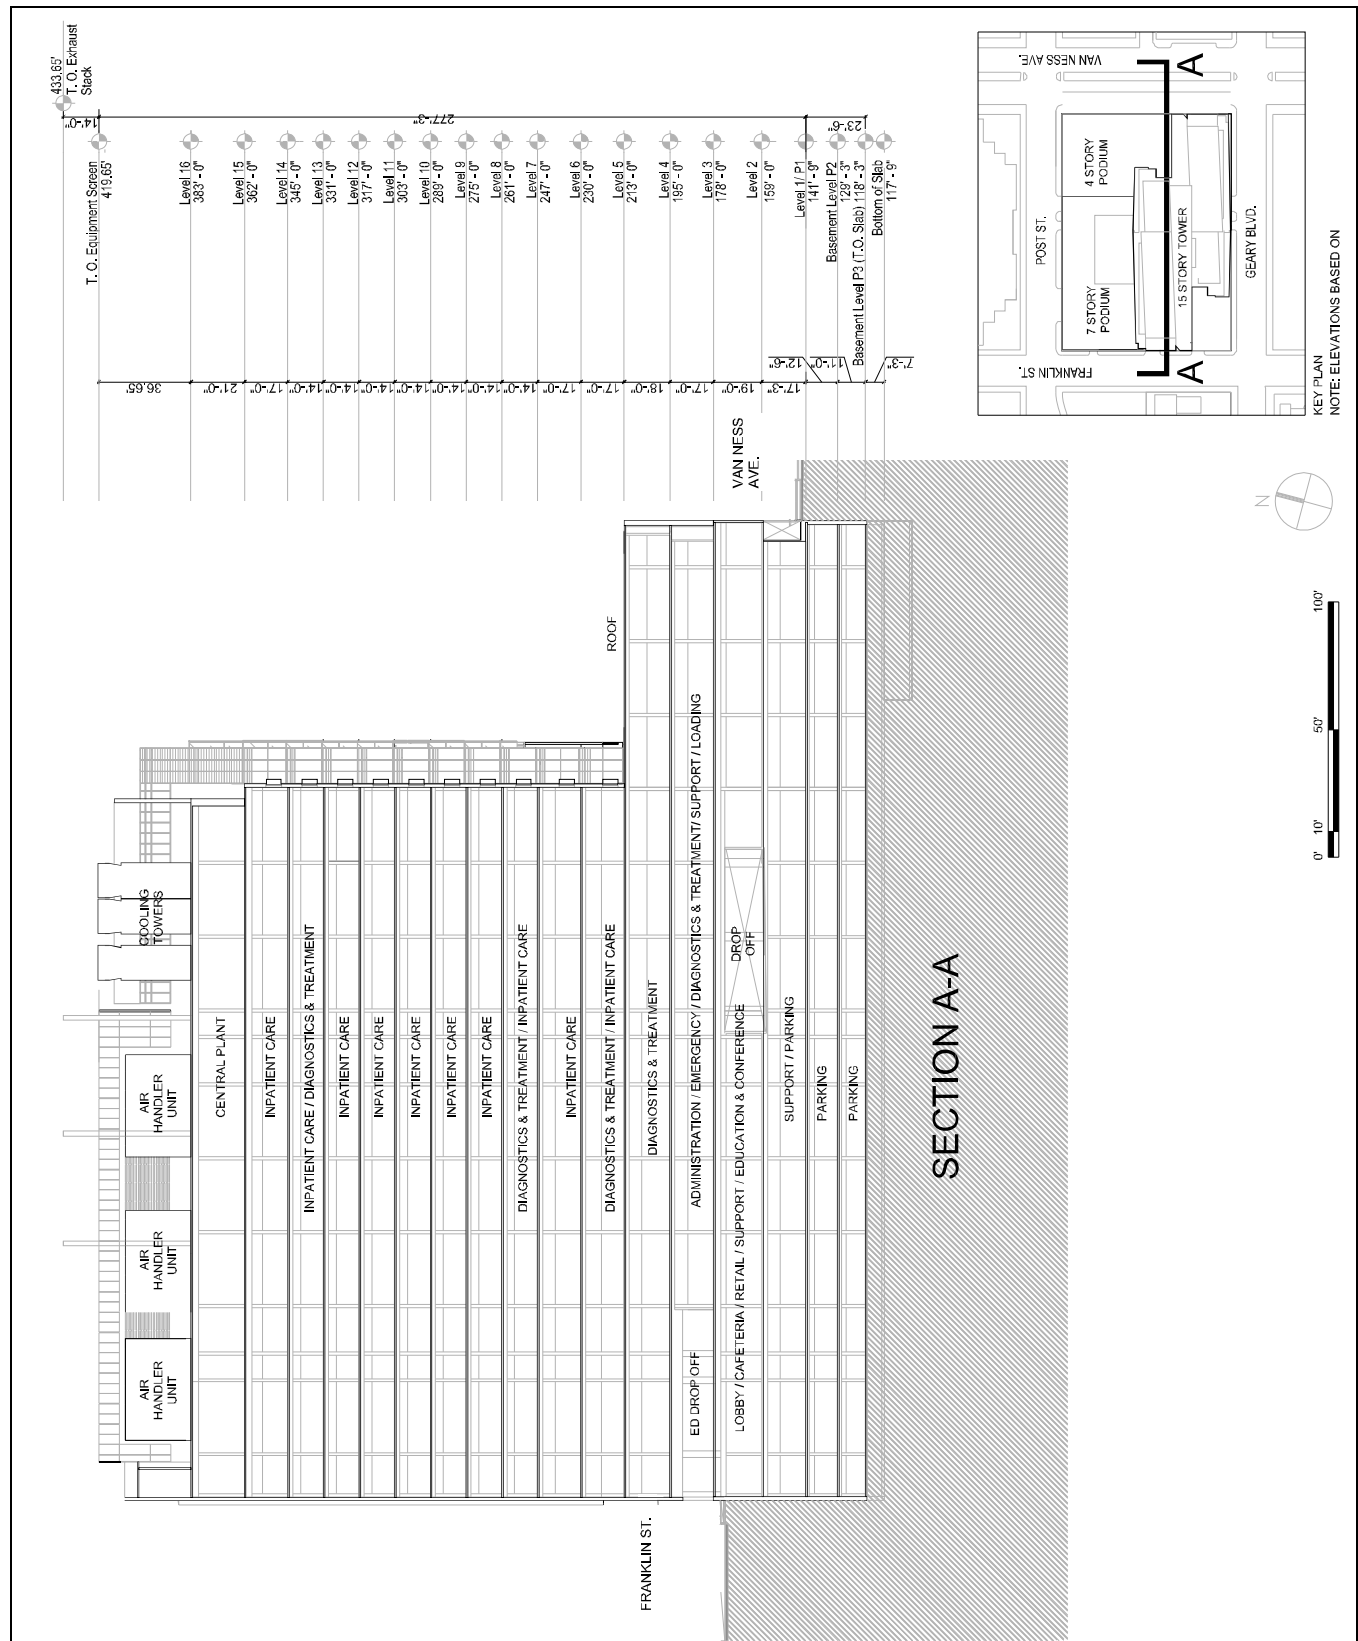 433.65'
T. O. Exhaust
Stack
T. O. Equipment Screen
419.65'
Level 16
383' - 0"
Level 15
362' - 0"
Level 14
345' - 0"
Level 13
331' - 0"
Level 12
317' - 0"
Level 11
303' - 0"
Level 10
289' - 0"
Level 9
275' - 0"
Level 8
261' - 0"
Level 7
247' - 0"
Level 6
230' - 0"
Level 5
213' - 0"
Level 4
195' - 0"
Level 3
178' - 0"
Level 2
159' - 0"
Level 1/ P1
141' - 9"
Basement Level P2
129' - 3"
Basement Level P3 (T.O. Slab) 118' - 3"
Bottom of Slab
117' - 9"
14'-0"
277'-3"
23'-6"
36.65'
21'-0"
17'-0"
14'-0"
14'-0"
14'-0"
14'-0"
14'-0"
14'-0"
14'-0"
17'-0"
17'-0"
18'-0"
17'-0"
19'-0"
17'-3"
12'-6"
11'-0"
7'-3"
VAN NESS
AVE.
ROOF
COOLING
TOWERS
AIR
HANDLER
UNIT
AIR
HANDLER
UNIT
AIR
HANDLER
UNIT
CENTRAL PLANT
INPATIENT CARE
INPATIENT CARE / DIAGNOSTICS & TREATMENT
INPATIENT CARE
INPATIENT CARE
INPATIENT CARE
INPATIENT CARE
INPATIENT CARE
DIAGNOSTICS & TREATMENT / INPATIENT CARE
INPATIENT CARE
DIAGNOSTICS & TREATMENT / INPATIENT CARE
DIAGNOSTICS & TREATMENT
ADMINISTRATION / EMERGENCY / DIAGNOSTICS & TREATMENT/ SUPPORT / LOADING
ED DROP OFF
LOBBY / CAFETERIA / RETAIL / SUPPORT / EDUCATION & CONFERENCE
DROP
OFF
SUPPORT / PARKING
PARKING
PARKING
FRANKLIN ST.
SECTION A-A
VAN NESS AVE.
A
4 STORY
PODIUM
POST ST.
7 STORY
PODIUM
15 STORY TOWER
GEARY BLVD.
FRANKLIN ST.
A
KEY PLAN
NOTE: ELEVATIONS BASED ON
N
0' 10' 50' 100'